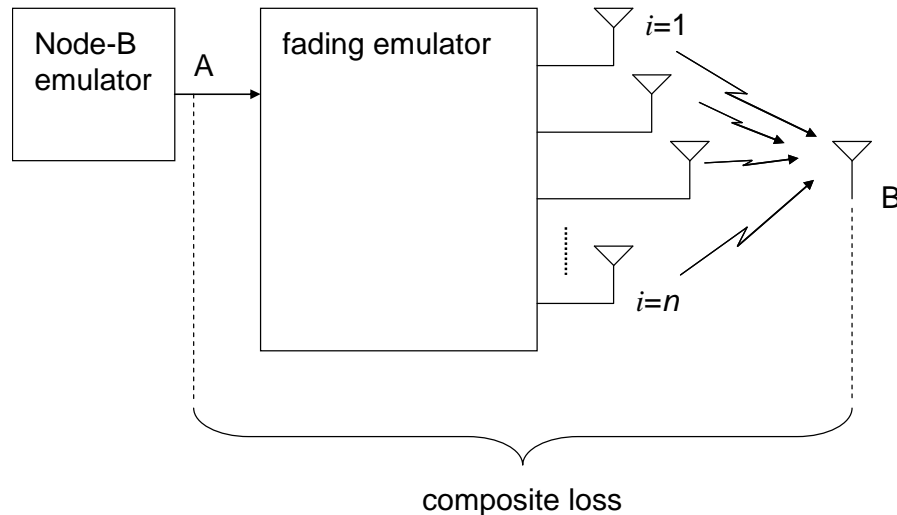 Node-B
emulator
A
fading emulator
i=1
B
i=n
composite loss